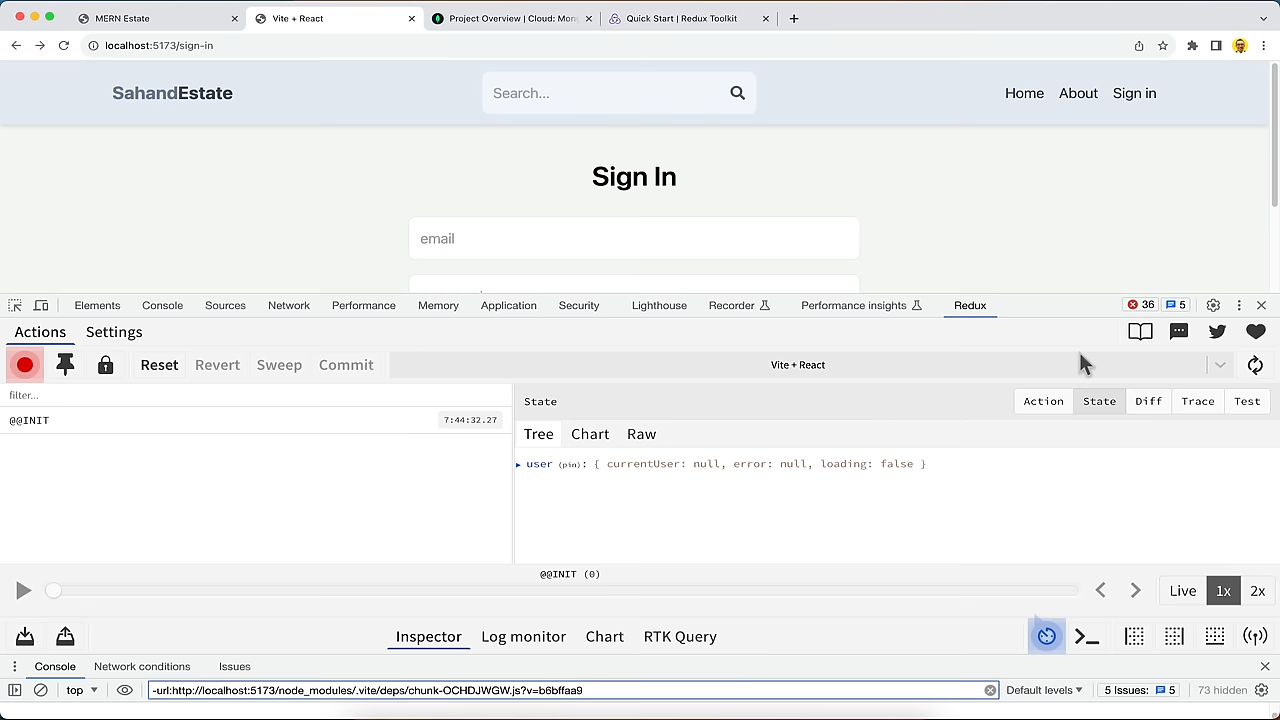 MERN Estate
Vite + React
Project Overview | Cloud: Mon
Quick Start | Redux Toolkit
localhost:5173/sign-in
SahandEstate
Search...
Home About Sign in
Sign In
email
Elements Console Sources Network Performance Memory Application Security Lighthouse Recorder Performance insights Redux 36 5
Actions Settings
Reset Revert Sweep Commit Vite + React
filter...
State Action State Diff Trace Test
@@INIT 7:44:32.27
Tree Chart Raw
user (pin): { currentUser: null, error: null, loading: false }
@@INIT (0)
Live 1x 2x
Inspector Log monitor Chart RTK Query
Console Network conditions Issues
top -url:http://localhost:5173/node_modules/.vite/deps/chunk-OCHDJWGW.js?v=b6bffaa9 Default levels 5 Issues: 5 73 hidden